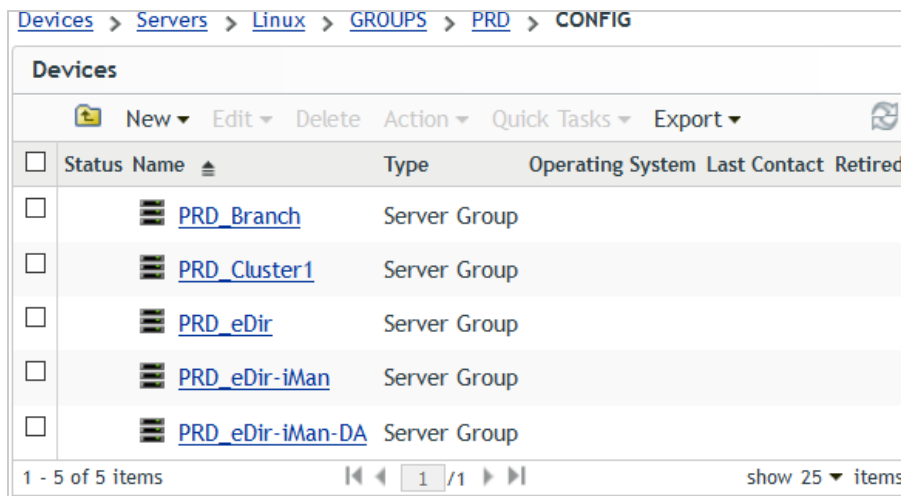 Devices > Servers > Linux > GROUPS > PRD > CONFIG
Devices
New Edit Delete Action Quick Tasks Export
Status Name Type Operating System Last Contact Retired
PRD_Branch Server Group
PRD_Cluster1 Server Group
PRD_eDir Server Group
PRD_eDir-iMan Server Group
PRD_eDir-iMan-DA Server Group
1 - 5 of 5 items 1 /1 show 25 items